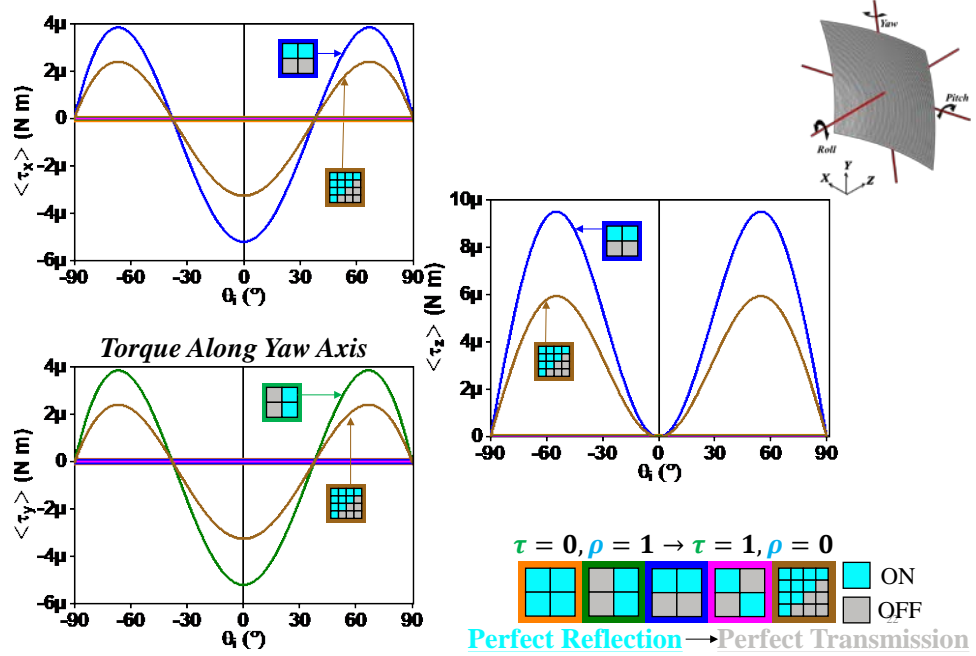 4μ
2μ
0
-2μ
-4μ
-6μ
<τx> (N m)
-90 -60 -30 0 30 60 90
θi (º)
Yaw
Pitch
Roll
Y
X
Z
10μ
8μ
6μ
4μ
2μ
0
<τz> (N m)
-90 -60 -30 0 30 60 90
θi (º)
Torque Along Yaw Axis
4μ
2μ
0
-2μ
-4μ
-6μ
<τy> (N m)
-90 -60 -30 0 30 60 90
θi (º)
τ = 0, ρ = 1 → τ = 1, ρ = 0
ON
OFF
Perfect Reflection → Perfect Transmission